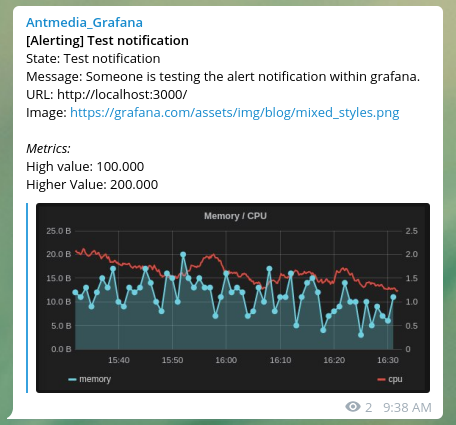 Antmedia_Grafana
[Alerting] Test notification
State: Test notification
Message: Someone is testing the alert notification within grafana.
URL: http://localhost:3000/
Image: https://grafana.com/assets/img/blog/mixed_styles.png
Metrics:
High value: 100.000
Higher Value: 200.000
Memory / CPU
25.0 B 2.5
20.0 B 2.0
15.0 B 1.5
10.0 B 1.0
5.0 B 0.5
0.0 B 0
15:40 15:50 16:00 16:10 16:20 16:30
memory cpu
2 9:38 AM